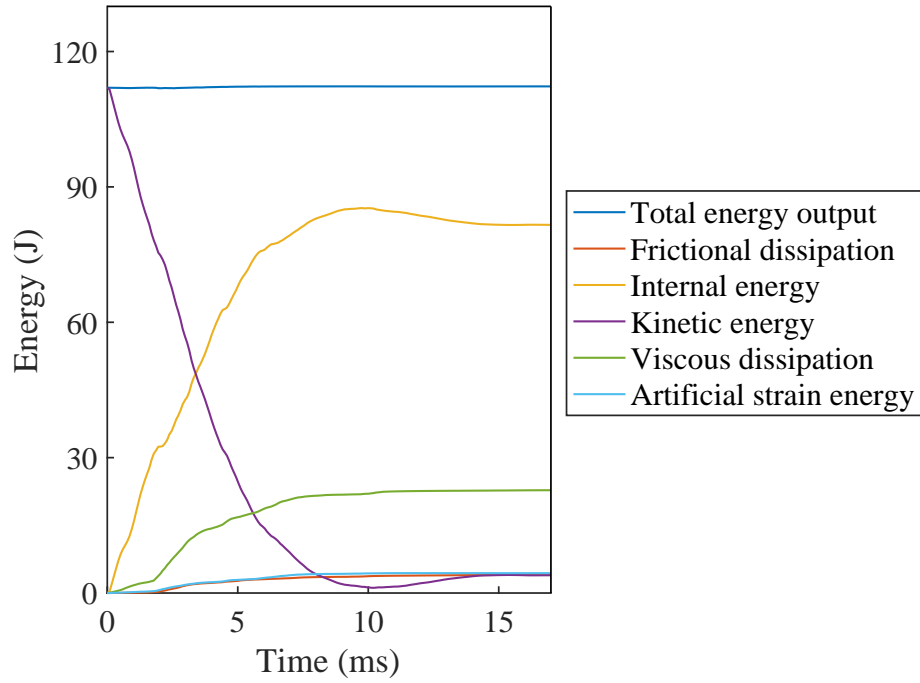 120
90
60
30
0
Energy (J)
0 5 10 15
Time (ms)
Total energy output
Frictional dissipation
Internal energy
Kinetic energy
Viscous dissipation
Artificial strain energy